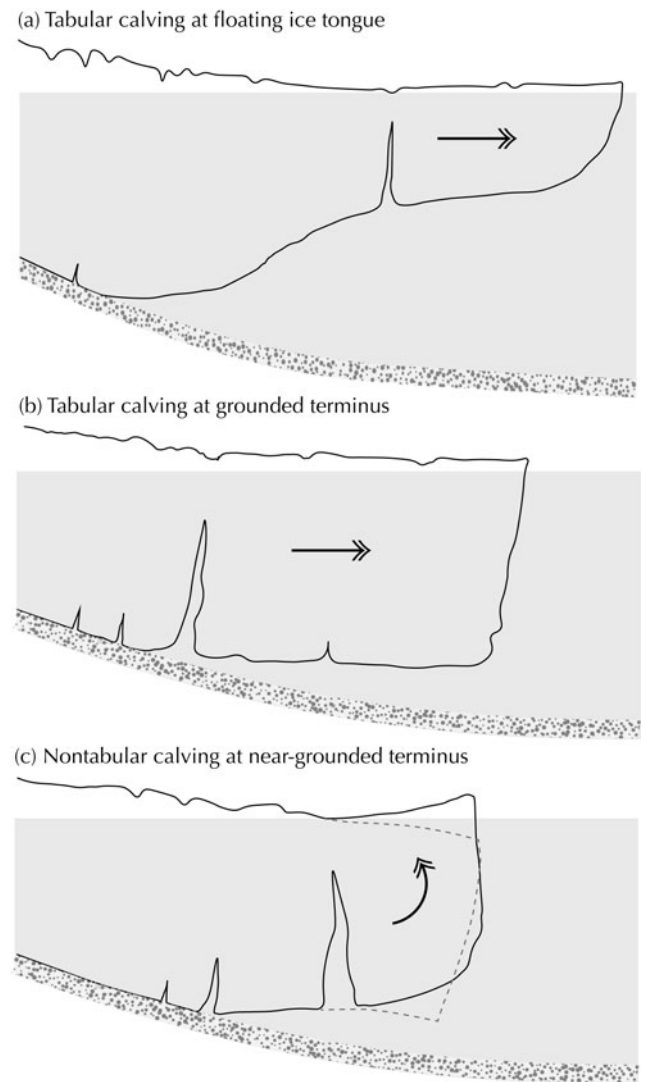 (a) Tabular calving at floating ice tongue
(b) Tabular calving at grounded terminus
(c) Nontabular calving at near-grounded terminus